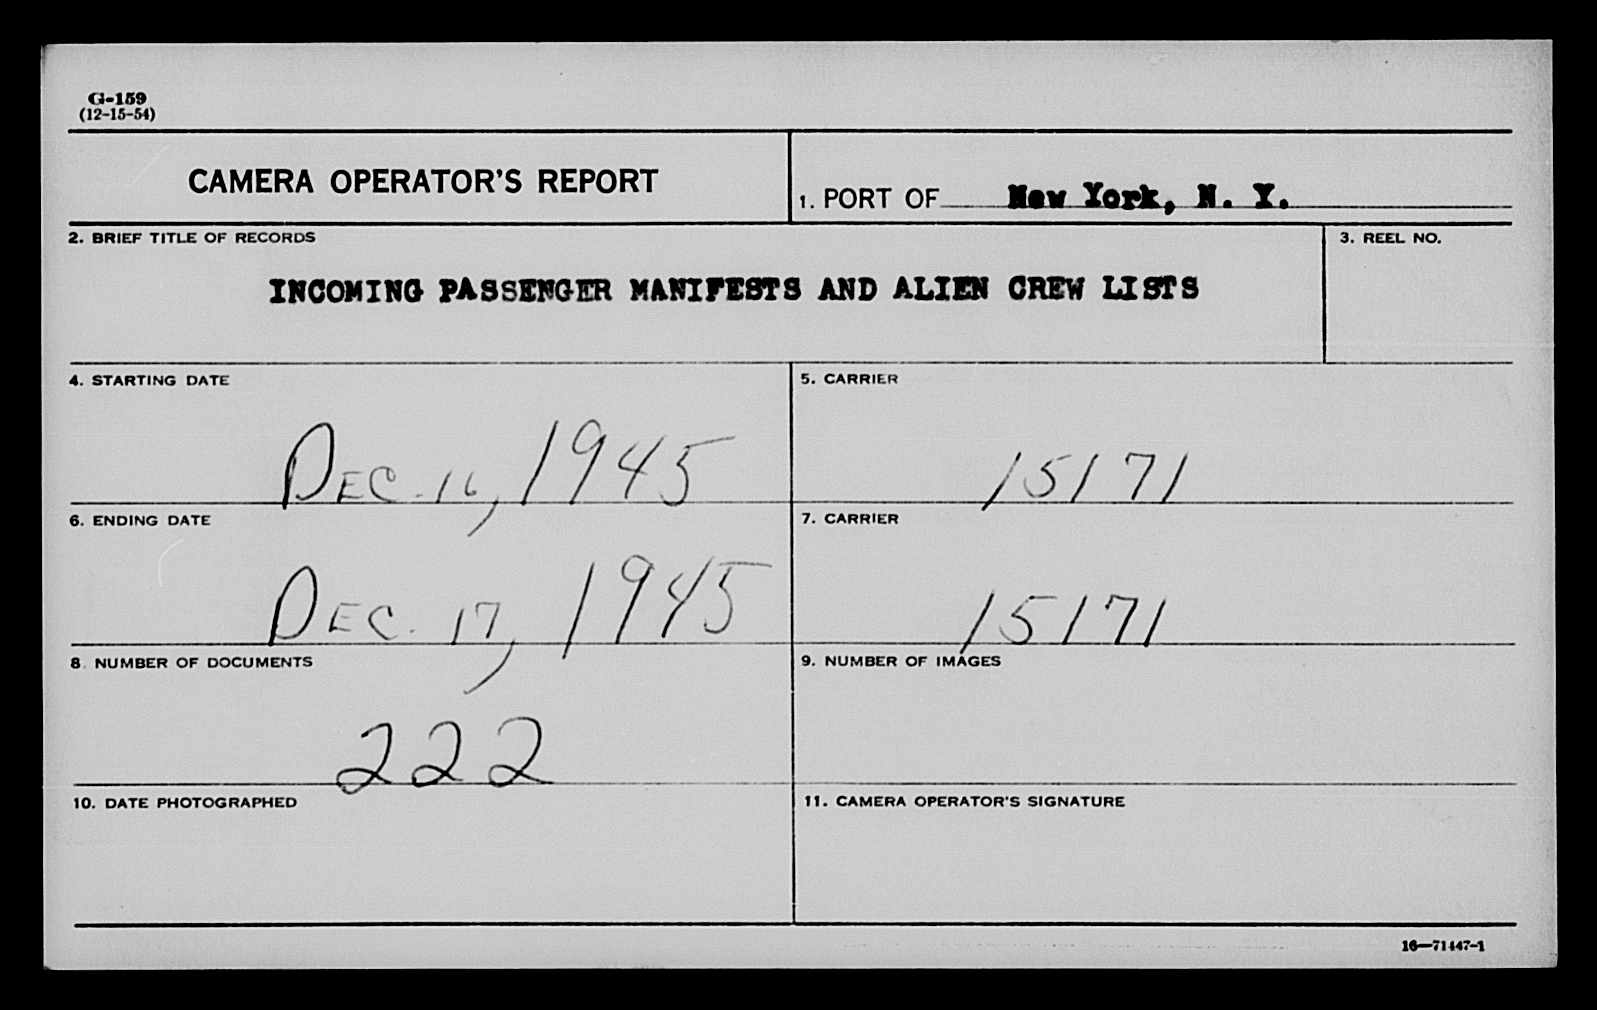 G-159
(12-15-54)
CAMERA OPERATOR'S REPORT
1. PORT OF New York, N. Y.
2. BRIEF TITLE OF RECORDS
INCOMING PASSENGER MANIFESTS AND ALIEN CREW LISTS
3. REEL NO.
4. STARTING DATE
DEC. 16, 1945
5. CARRIER
15171
6. ENDING DATE
DEC. 17, 1945
7. CARRIER
15171
8. NUMBER OF DOCUMENTS
222
9. NUMBER OF IMAGES
10. DATE PHOTOGRAPHED
11. CAMERA OPERATOR'S SIGNATURE
16—71447-1